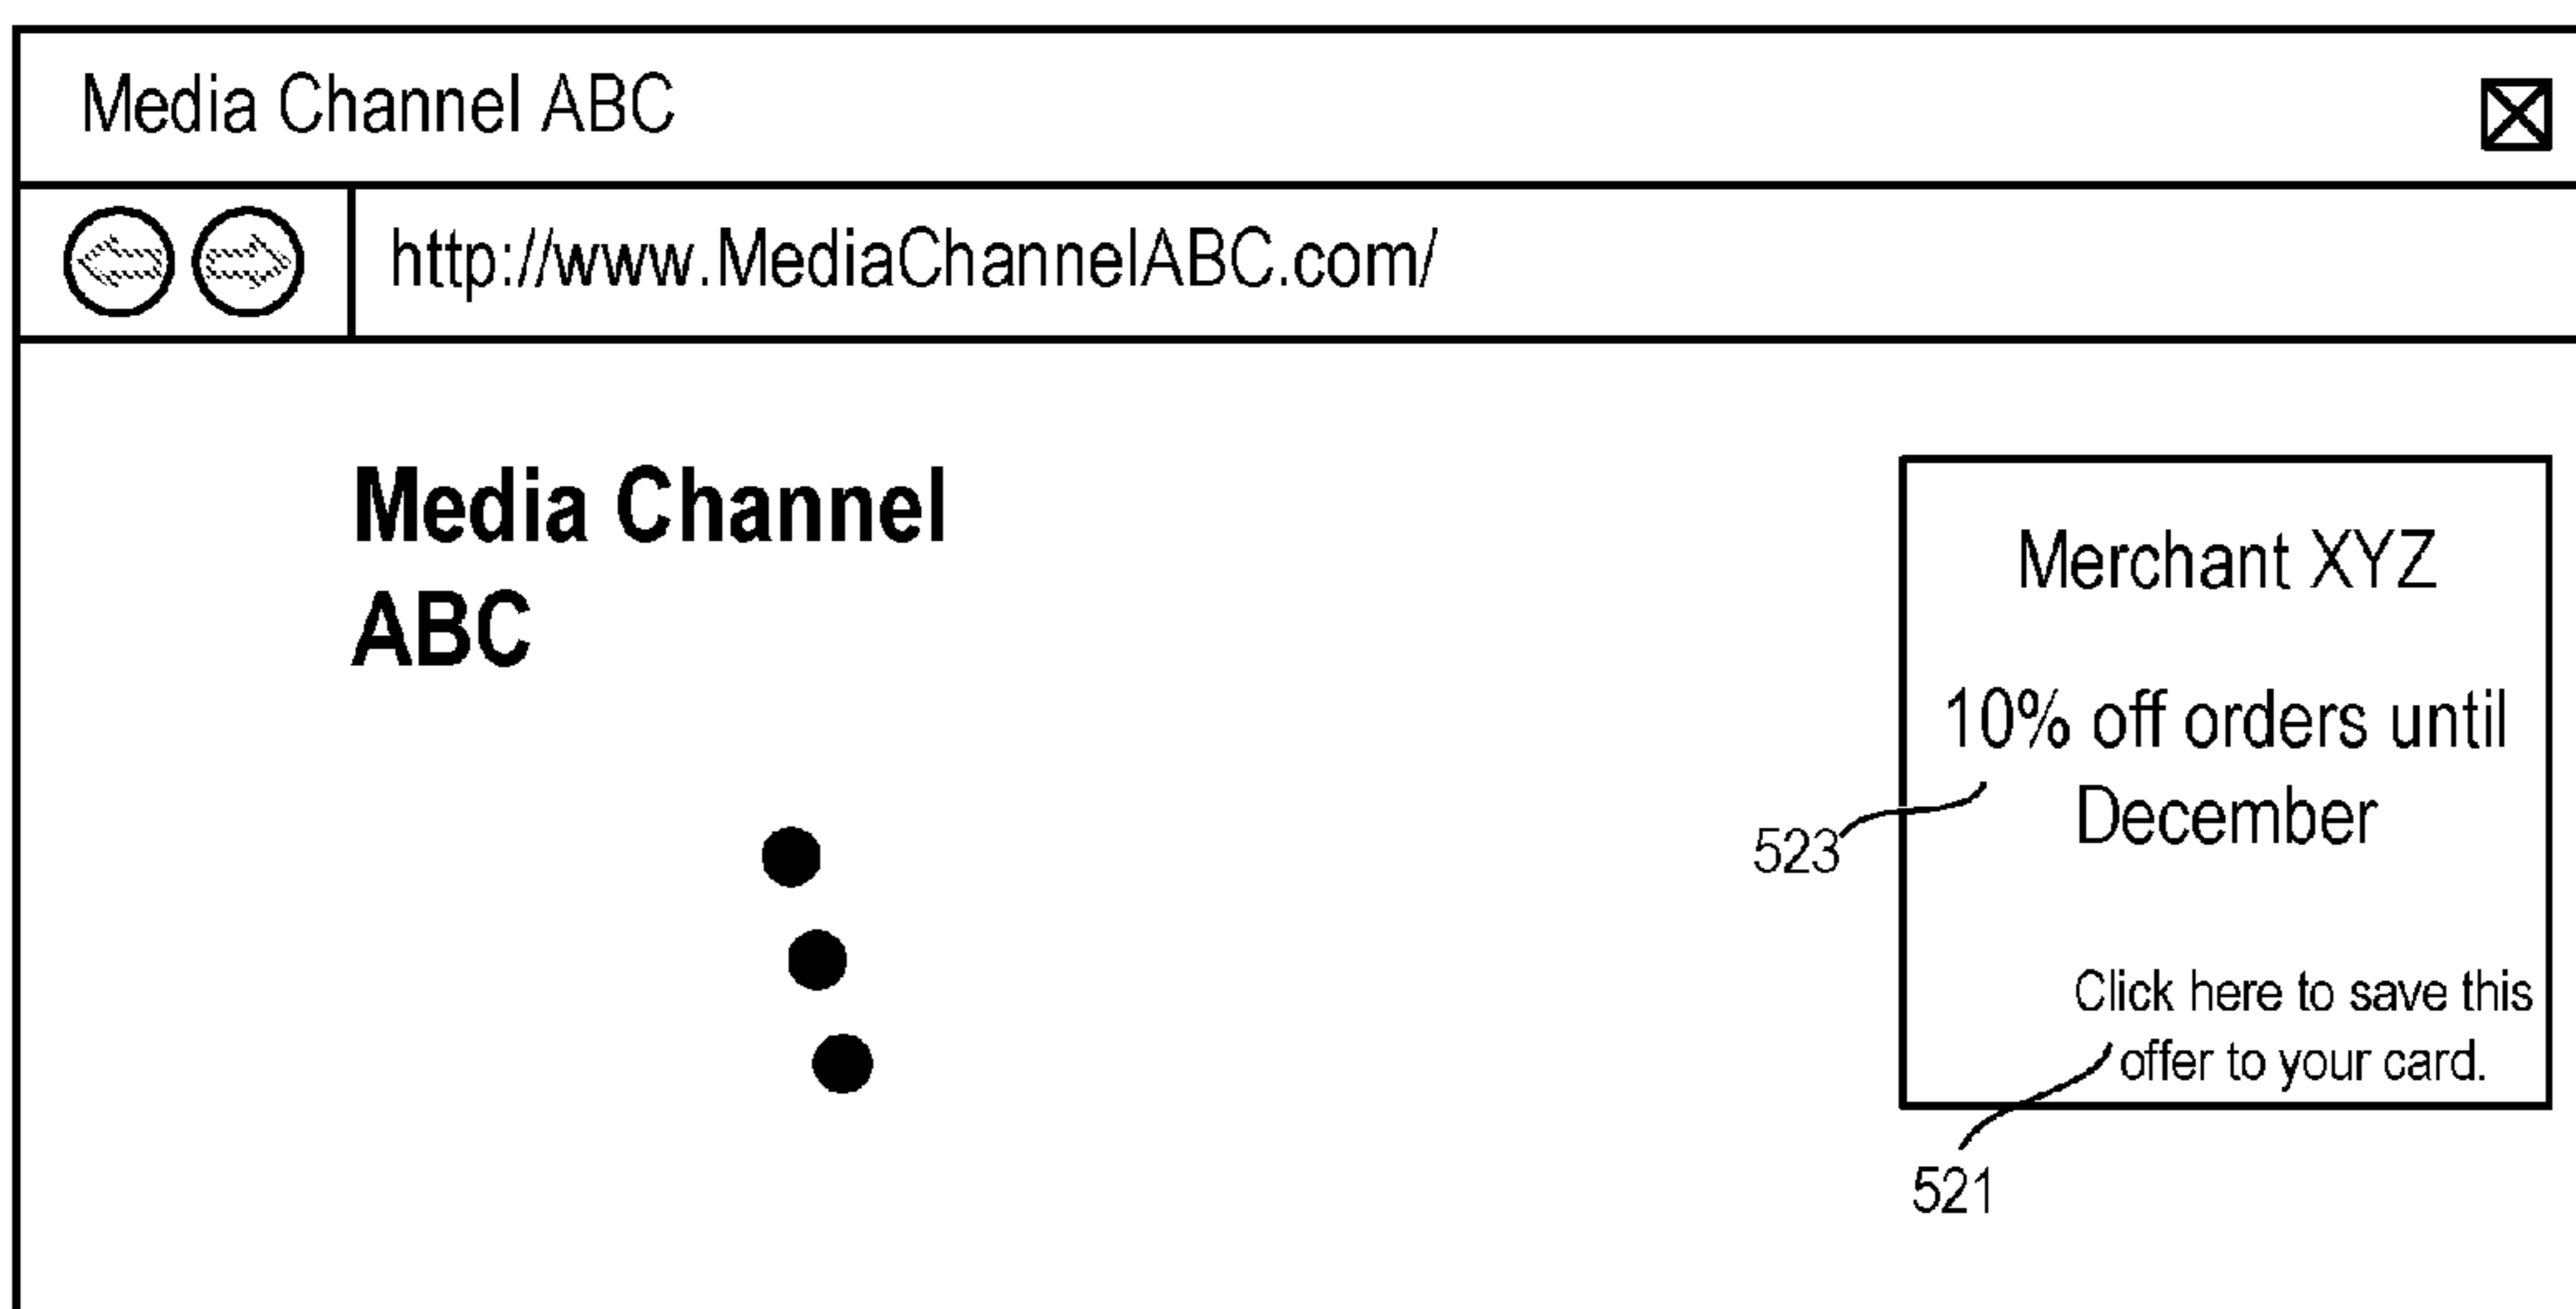 Media Channel ABC
http://www.MediaChannelABC.com/
Media Channel
ABC
Merchant XYZ
10% off orders until
December
523
Click here to save this
offer to your card.
521